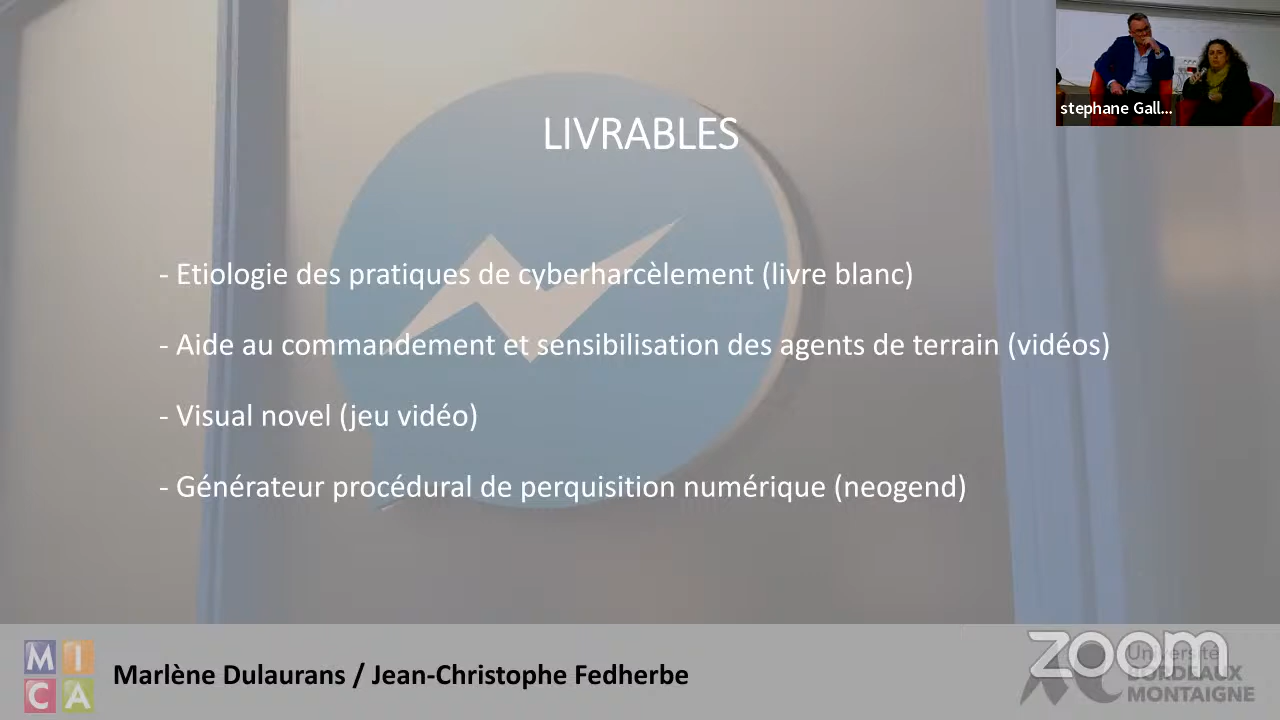 stephane Gall...
LIVRABLES
- Etiologie des pratiques de cyberharcèlement (livre blanc)
- Aide au commandement et sensibilisation des agents de terrain (vidéos)
- Visual novel (jeu vidéo)
- Générateur procédural de perquisition numérique (neogend)
MICA
Marlène Dulaurans / Jean-Christophe Fedherbe
zoom
Université
BORDEAUX
MONTAIGNE